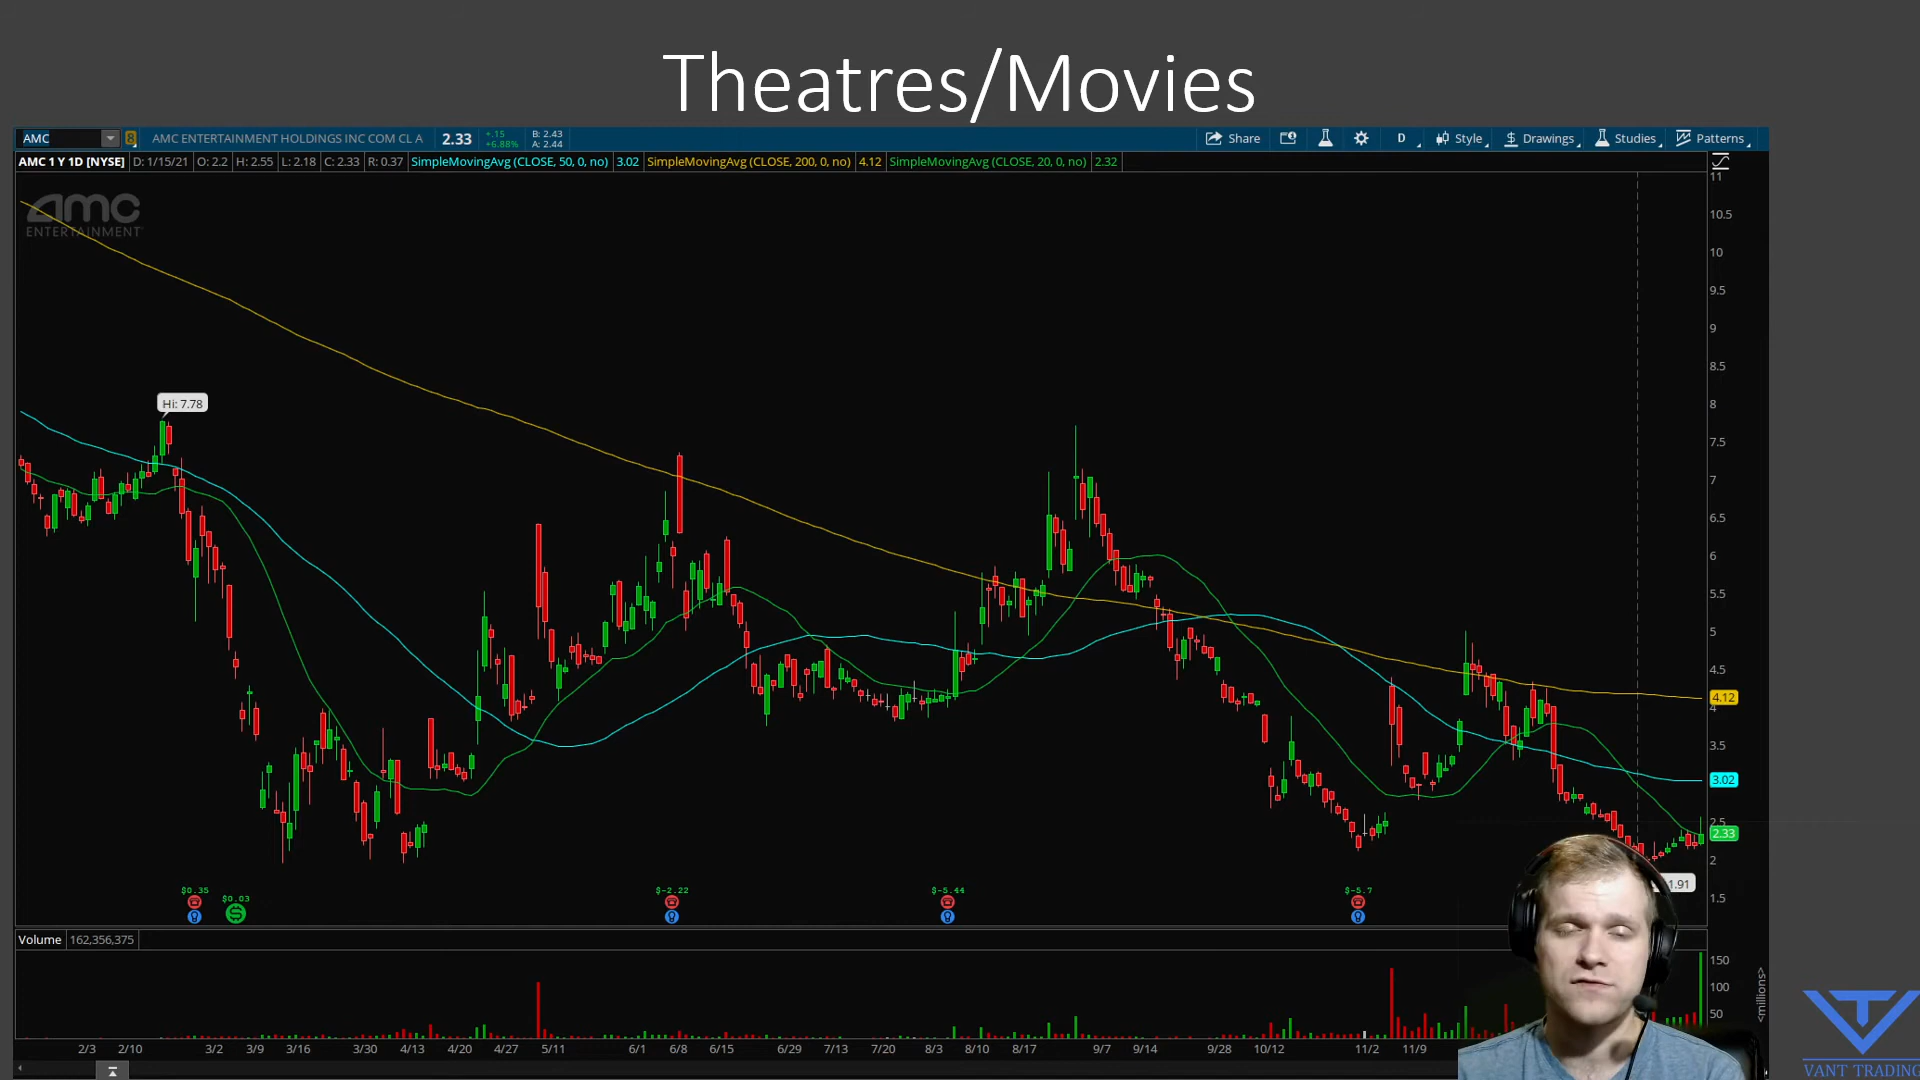 Theatres/Movies
AMC 8 AMC ENTERTAINMENT HOLDINGS INC COM CL A 2.33 +.15 +6.88% B: 2.43 A: 2.44 Share D Style Drawings Studies Patterns
AMC 1 Y 1D [NYSE] D: 1/15/21 O: 2.2 H: 2.55 L: 2.18 C: 2.33 R: 0.37 SimpleMovingAvg (CLOSE, 50, 0, no) 3.02 SimpleMovingAvg (CLOSE, 200, 0, no) 4.12 SimpleMovingAvg (CLOSE, 20, 0, no) 2.32
11
amc
ENTERTAINMENT
10.5
10
9.5
9
8.5
Hi: 7.78
8
7.5
7
6.5
6
5.5
5
4.5
4.12
4
3.5
3.02
2.5
2.33
2
1.91
1.5
$0.35 $0.03 $-2.22 $-5.44 $-5.7
Volume 162,356,375
150
100
50
<millions>
2/3 2/10 3/2 3/9 3/16 3/30 4/13 4/20 4/27 5/11 6/1 6/8 6/15 6/29 7/13 7/20 8/3 8/10 8/17 9/7 9/14 9/28 10/12 11/2 11/9
VANT TRADING